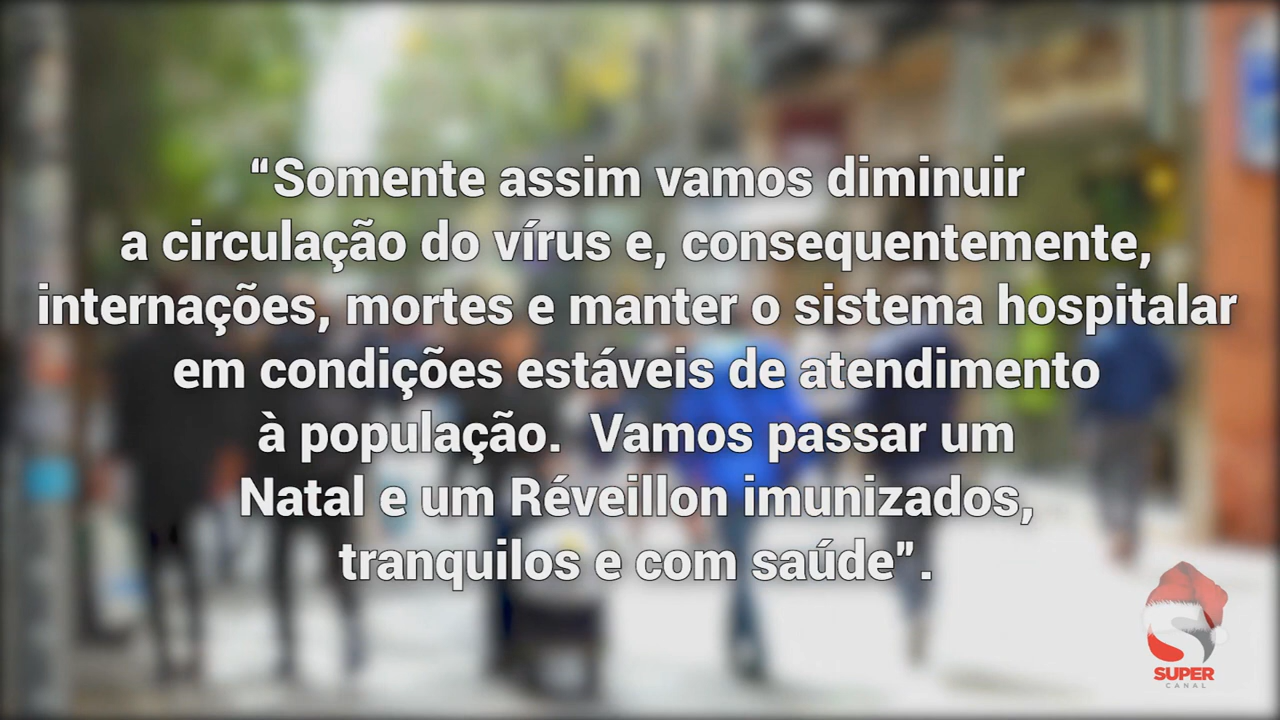 “Somente assim vamos diminuir
a circulação do vírus e, consequentemente,
internações, mortes e manter o sistema hospitalar
em condições estáveis de atendimento
à população.  Vamos passar um
Natal e um Réveillon imunizados,
tranquilos e com saúde”.
SUPER
CANAL